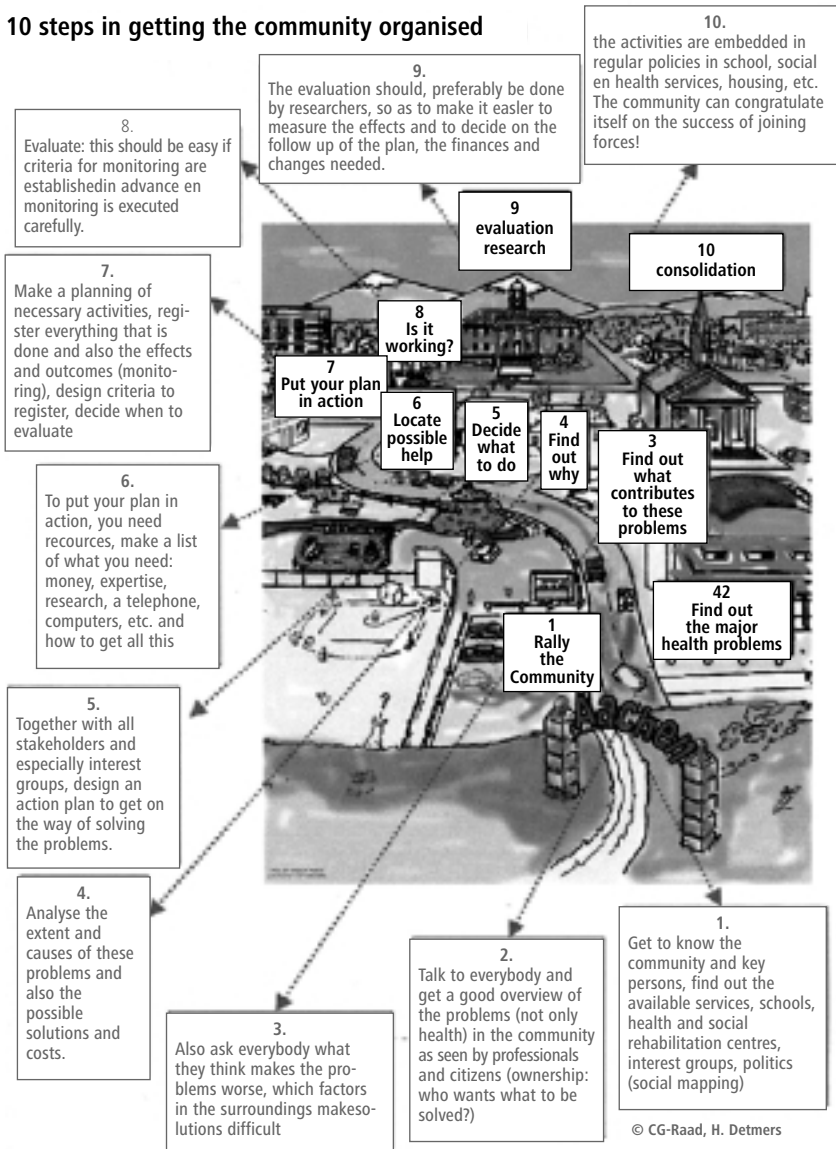 10 steps in getting the community organised
10.
the activities are embedded in
regular policies in school, social
en health services, housing, etc.
The community can congratulate
itself on the success of joining
forces!
9.
The evaluation should, preferably be done
by researchers, so as to make it easier to
measure the effects and to decide on the
follow up of the plan, the finances and
changes needed.
8.
Evaluate: this should be easy if
criteria for monitoring are
establishedin advance en
monitoring is executed
carefully.
9
evaluation
research
10
consolidation
7.
Make a planning of
necessary activities, regi-
ster everything that is
done and also the effects
and outcomes (monito-
ring), design criteria to
register, decide when to
evaluate
8
Is it
working?
7
Put your plan
in action
6
Locate
possible
help
5
Decide
what
to do
4
Find
out
why
3
Find out
what
contributes
to these
problems
6.
To put your plan in
action, you need
recources, make a list
of what you need:
money, expertise,
research, a telephone,
computers, etc. and
how to get all this
42
Find out
the major
health problems
1
Rally
the
Community
Aachen
5.
Together with all
stakeholders and
especially interest
groups, design an
action plan to get on
the way of solving
the problems.
4.
Analyse the
extent and
causes of these
problems and
also the
possible
solutions and
costs.
3.
Also ask everybody what
they think makes the pro-
blems worse, which factors
in the surroundings makeso-
lutions difficult
2.
Talk to everybody and
get a good overview of
the problems (not only
health) in the community
as seen by professionals
and citizens (ownership:
who wants what to be
solved?)
1.
Get to know the
community and key
persons, find out the
available services, schools,
health and social
rehabilitation centres,
interest groups, politics
(social mapping)
© CG-Raad, H. Detmers